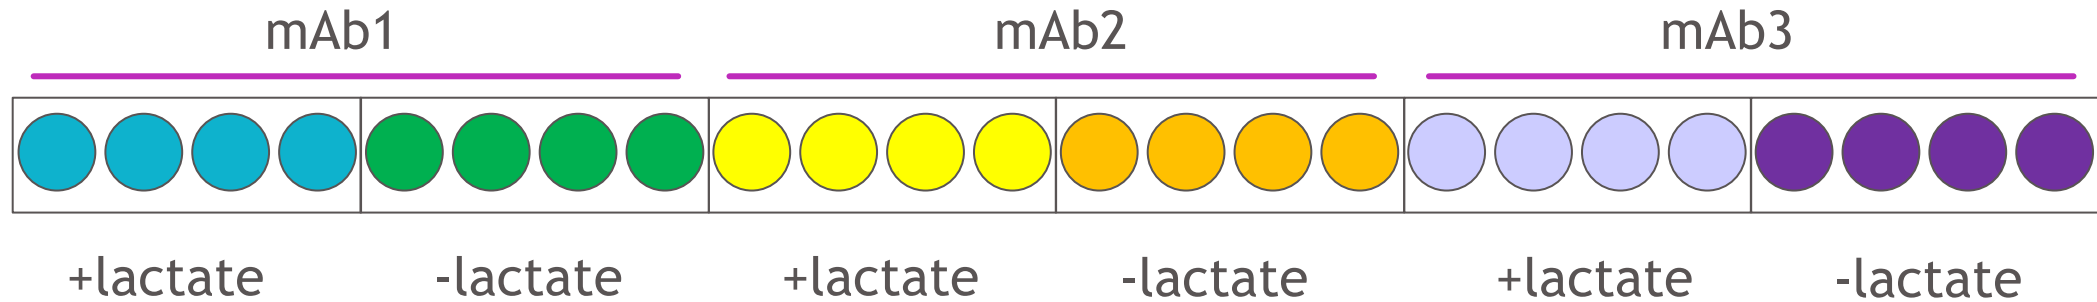 mAb1 mAb2 mAb3
+lactate -lactate +lactate -lactate +lactate -lactate